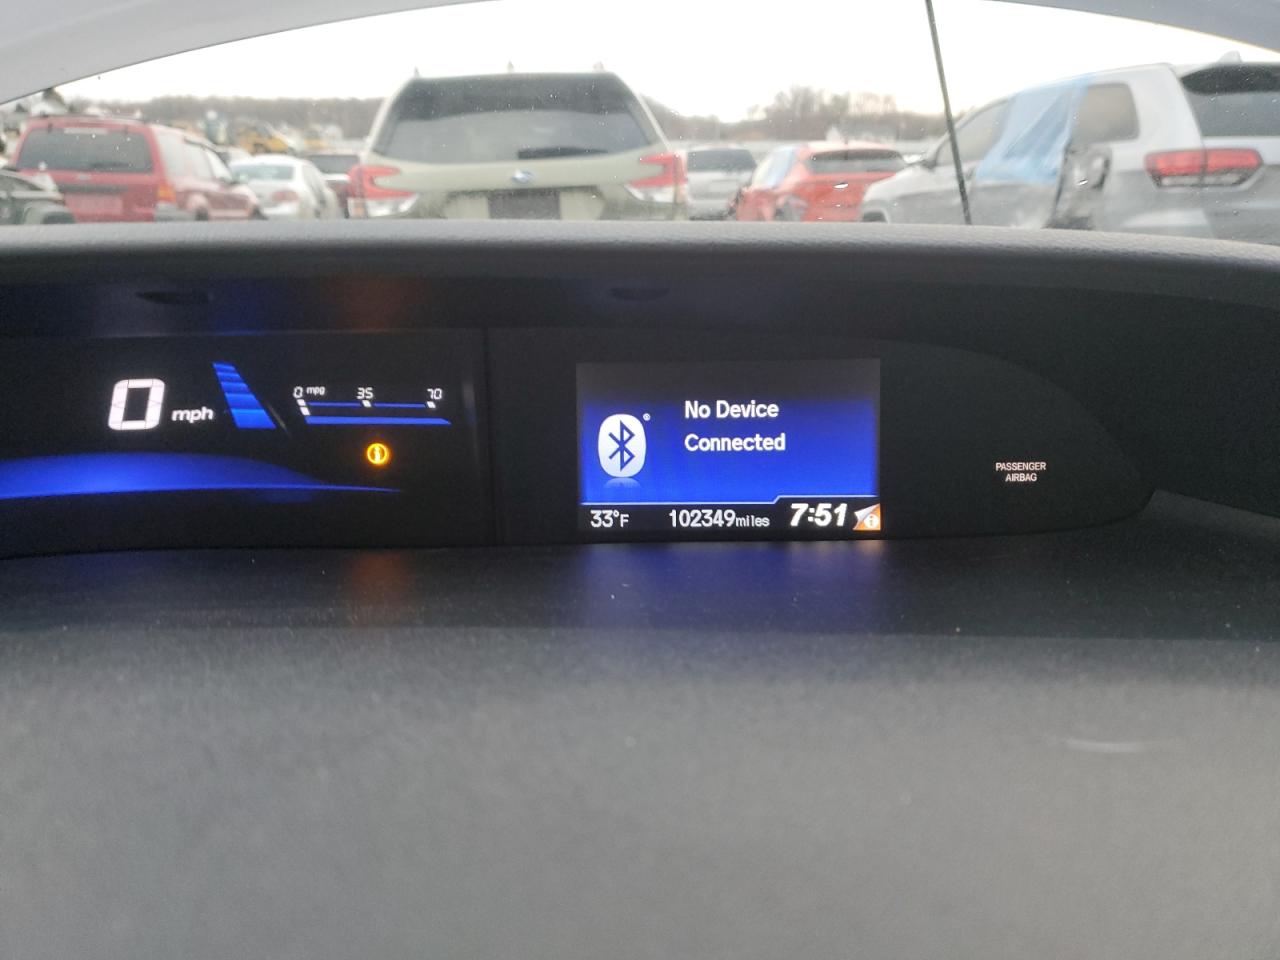 0 mph
0 mpg 35 70
No Device
Connected
33°F 102349miles 7:51
PASSENGER
AIRBAG